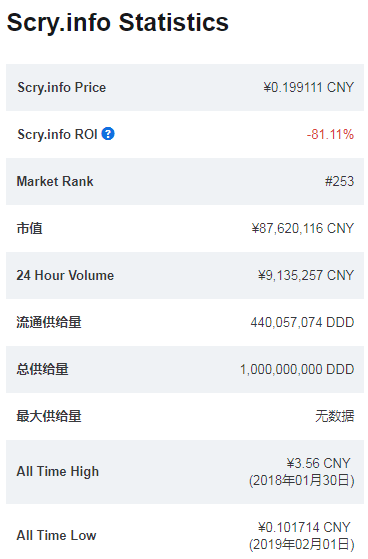 Scry.info Statistics
Scry.info Price ¥0.199111 CNY
Scry.info ROI -81.11%
Market Rank #253
市值 ¥87,620,116 CNY
24 Hour Volume ¥9,135,257 CNY
流通供给量 440,057,074 DDD
总供给量 1,000,000,000 DDD
最大供给量 无数据
All Time High ¥3.56 CNY
(2018年01月30日)
All Time Low ¥0.101714 CNY
(2019年02月01日)